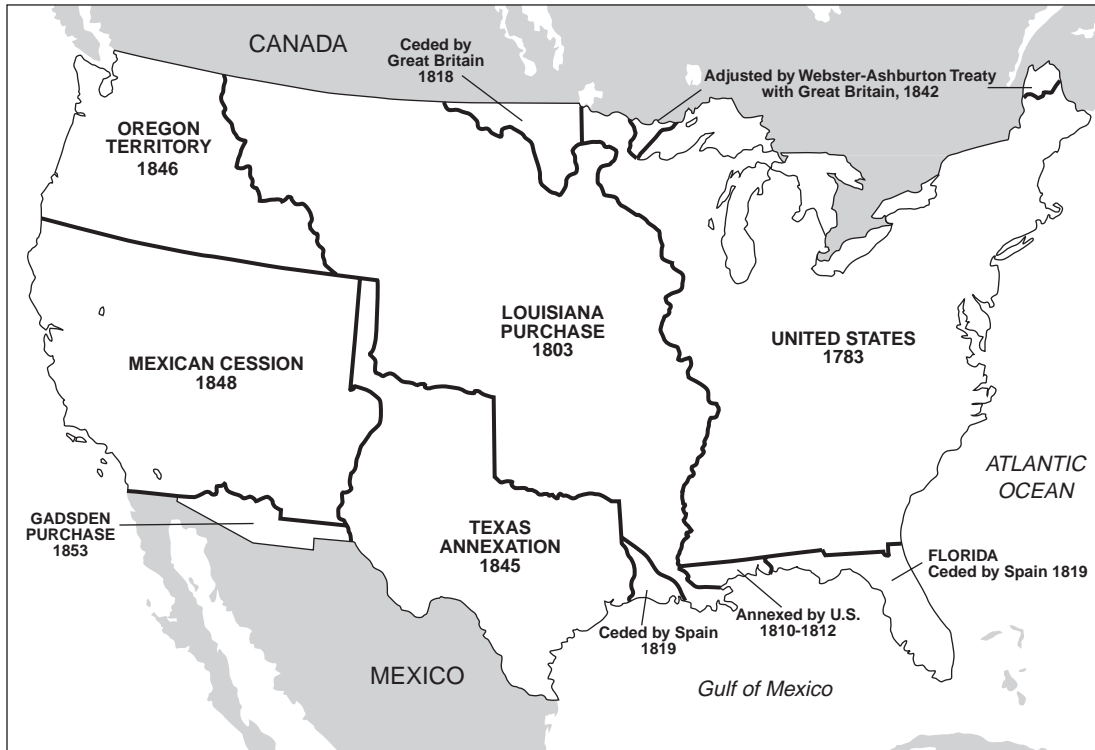 CANADA
Ceded by
Great Britain
1818
Adjusted by Webster-Ashburton Treaty
with Great Britain, 1842
OREGON
TERRITORY
1846
LOUISIANA
PURCHASE
1803
UNITED STATES
1783
MEXICAN CESSION
1848
ATLANTIC
OCEAN
GADSDEN
PURCHASE
1853
TEXAS
ANNEXATION
1845
FLORIDA
Ceded by Spain 1819
Annexed by U.S.
1810-1812
Ceded by Spain
1819
MEXICO
Gulf of Mexico